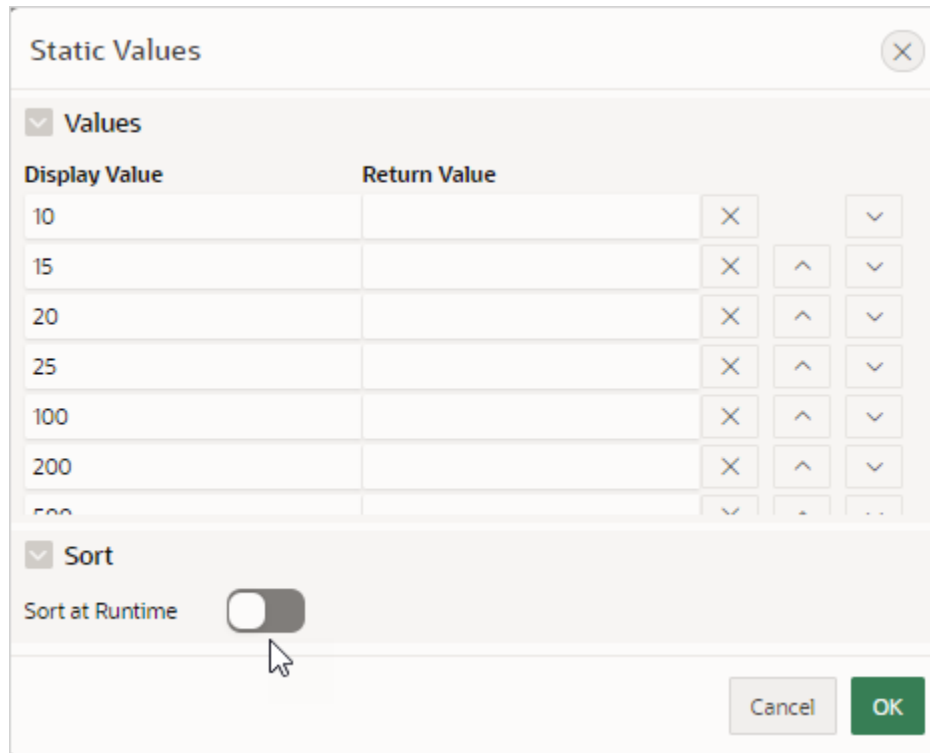 Static Values
Values
Display Value Return Value
10
15
20
25
100
200
500
Sort
Sort at Runtime
Cancel OK